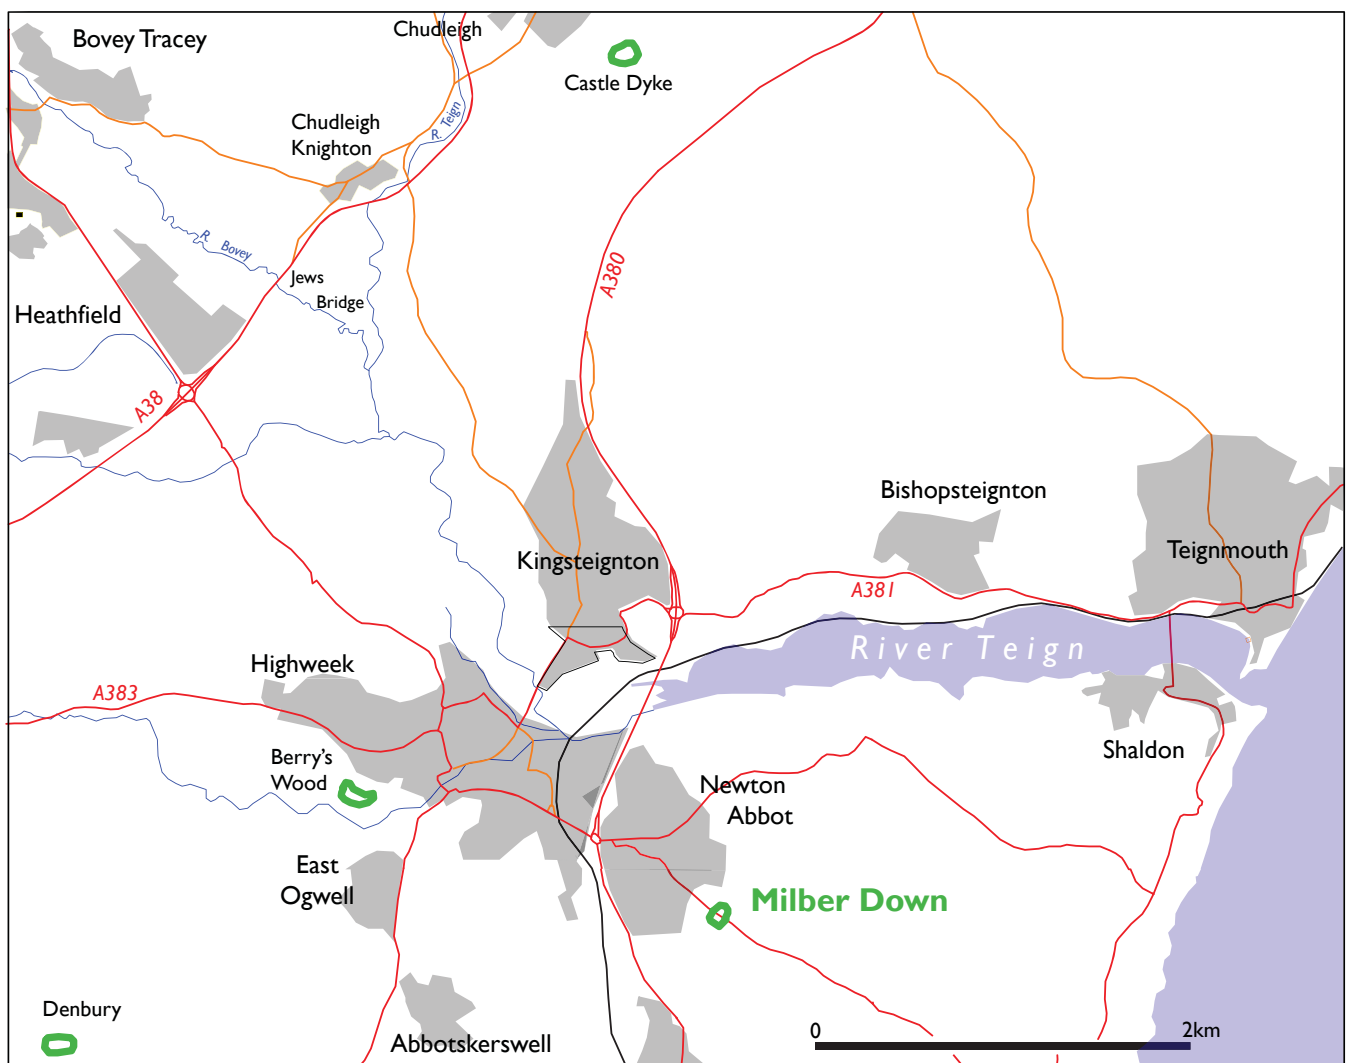 Chudleigh
Bovey Tracey
Castle Dyke
R. Teign
Chudleigh
Knighton
R. Bovey
Jews
Bridge
A380
Heathfield
A38
Bishopsteignton
Kingsteignton
Teignmouth
A381
River Teign
Highweek
A383
Shaldon
Berry's
Wood
Newton
Abbot
East
Ogwell
Milber Down
Denbury
Abbotskerswell
0 2km